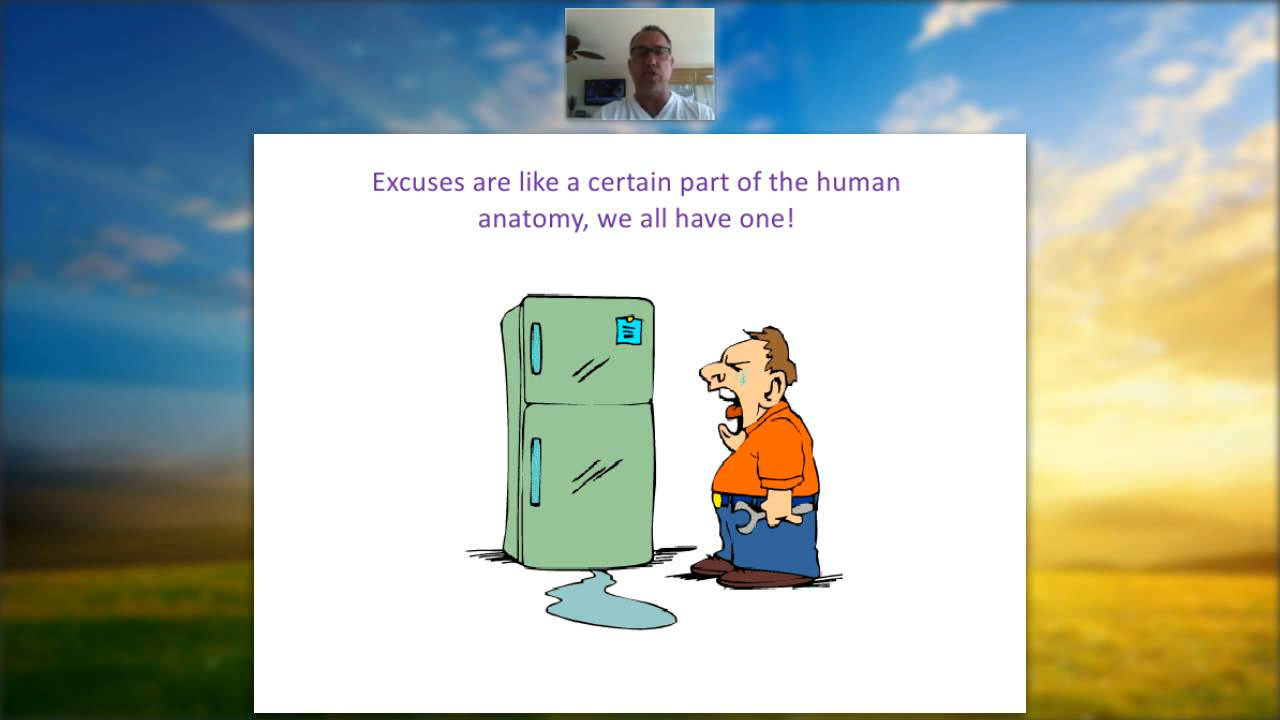 Excuses are like a certain part of the human
anatomy, we all have one!